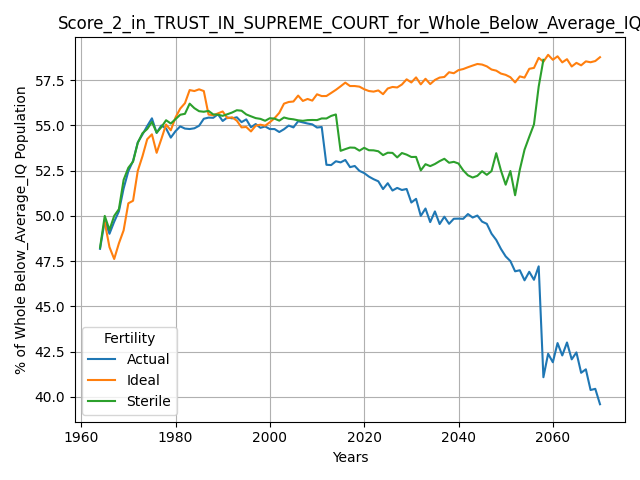 Score_2_in_TRUST_IN_SUPREME_COURT_for_Whole_Below_Average_IQ
% of Whole Below_Average_IQ Population
57.5
55.0
52.5
50.0
47.5
45.0
42.5
40.0
Fertility
Actual
Ideal
Sterile
1960 1980 2000 2020 2040 2060
Years